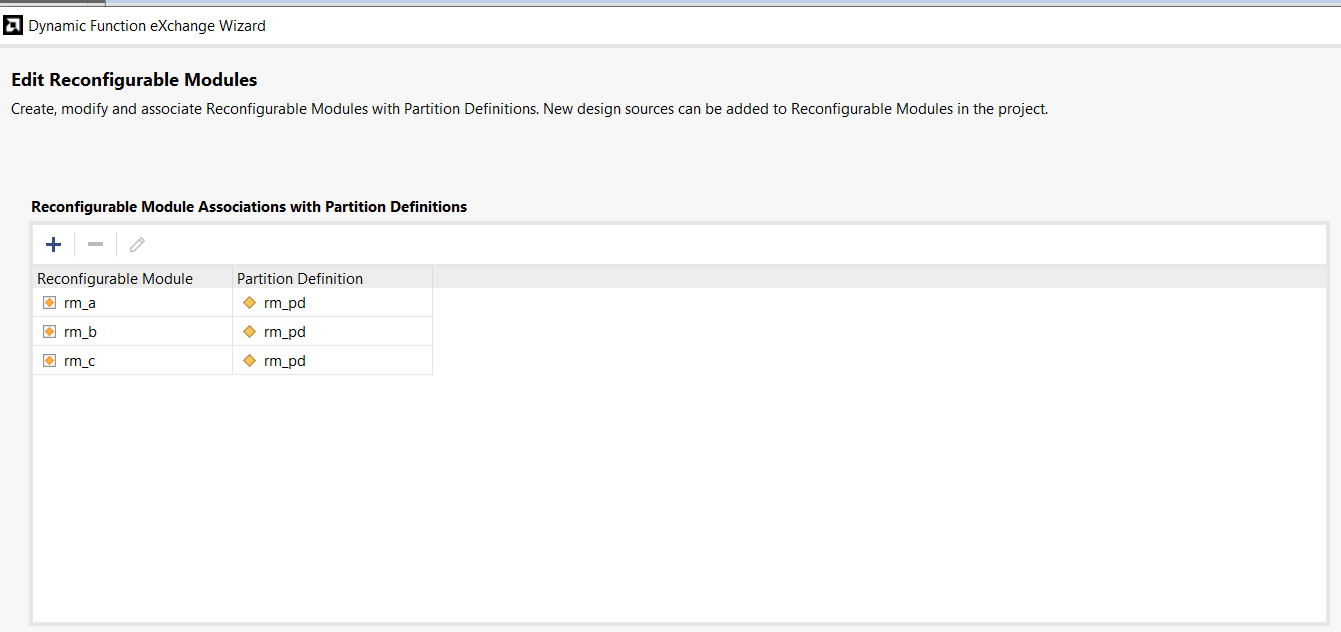 Dynamic Function eXchange Wizard
Edit Reconfigurable Modules
Create, modify and associate Reconfigurable Modules with Partition Definitions. New design sources can be added to Reconfigurable Modules in the project.
Reconfigurable Module Associations with Partition Definitions
Reconfigurable Module Partition Definition
rm_a rm_pd
rm_b rm_pd
rm_c rm_pd